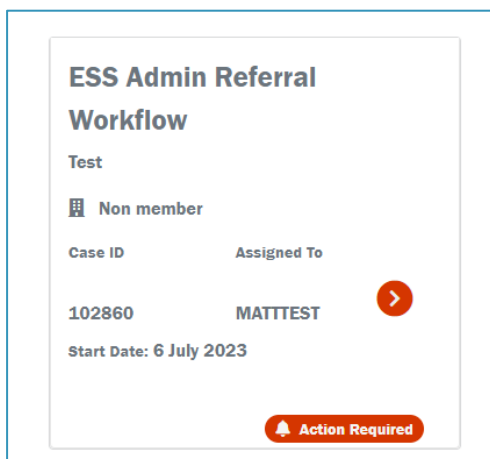 ESS Admin Referral
Workflow
Test
Non member
Case ID Assigned To
102860 MATTTEST
Start Date: 6 July 2023
Action Required